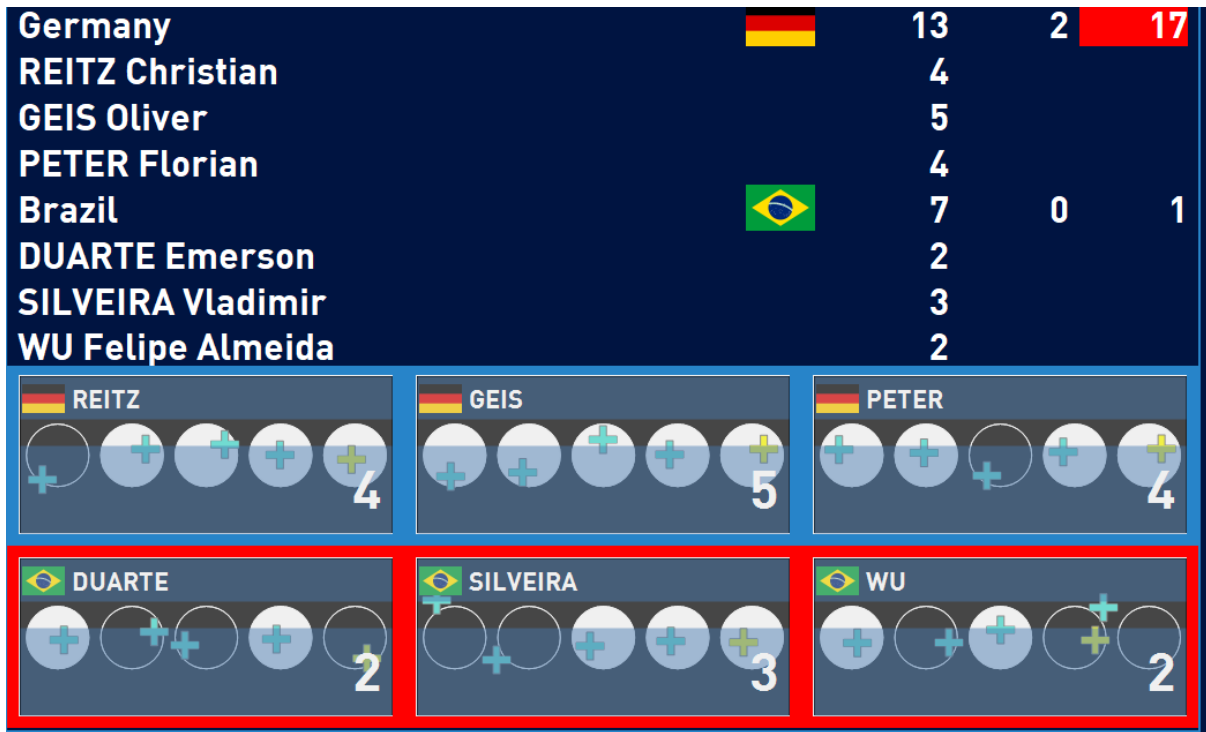 Germany 13 2 17
REITZ Christian 4
GEIS Oliver 5
PETER Florian 4
Brazil 7 0 1
DUARTE Emerson 2
SILVEIRA Vladimir 3
WU Felipe Almeida 2
REITZ
4
GEIS
5
PETER
4
DUARTE
2
SILVEIRA
3
WU
2